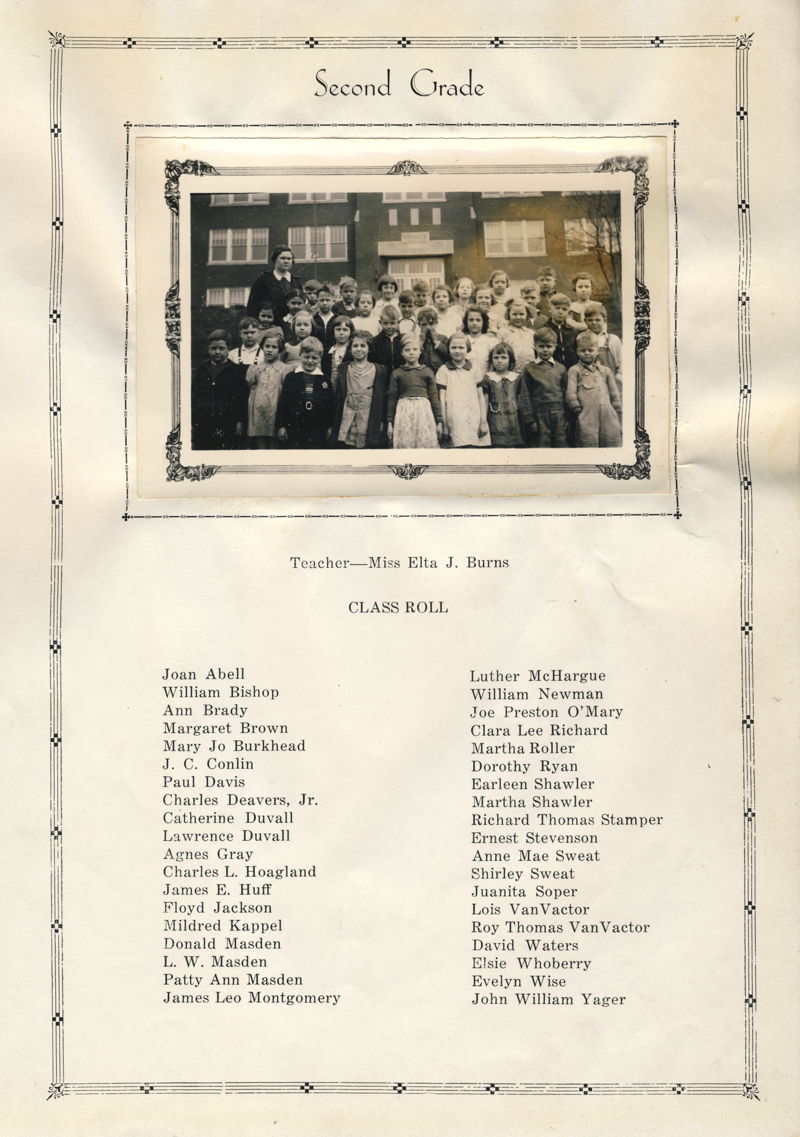 Second Grade
Teacher—Miss Elta J. Burns
CLASS ROLL
Joan Abell
William Bishop
Ann Brady
Margaret Brown
Mary Jo Burkhead
J. C. Conlin
Paul Davis
Charles Deavers, Jr.
Catherine Duvall
Lawrence Duvall
Agnes Gray
Charles L. Hoagland
James E. Huff
Floyd Jackson
Mildred Kappel
Donald Masden
L. W. Masden
Patty Ann Masden
James Leo Montgomery
Luther McHargue
William Newman
Joe Preston O'Mary
Clara Lee Richard
Martha Roller
Dorothy Ryan
Earleen Shawler
Martha Shawler
Richard Thomas Stamper
Ernest Stevenson
Anne Mae Sweat
Shirley Sweat
Juanita Soper
Lois VanVactor
Roy Thomas VanVactor
David Waters
Elsie Whoberry
Evelyn Wise
John William Yager